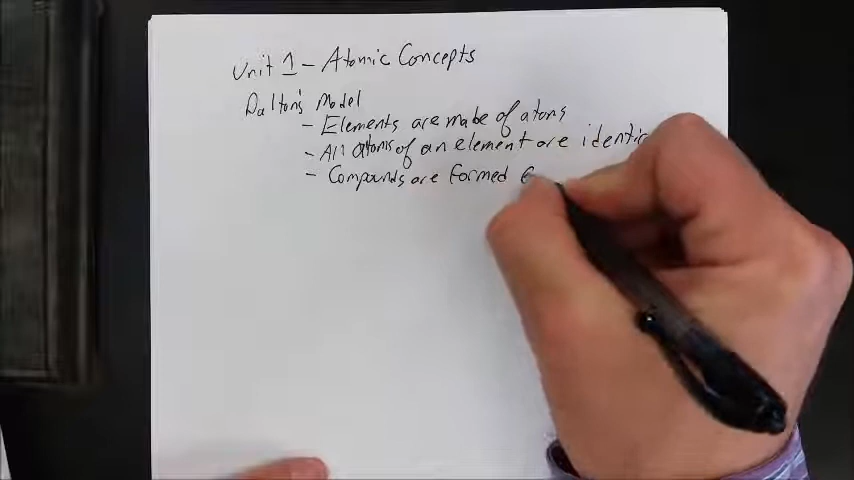 Unit 1 - Atomic Concepts
Dalton's Model
- Elements are made of atoms
- All atoms of an element are identic
- Compounds are formed